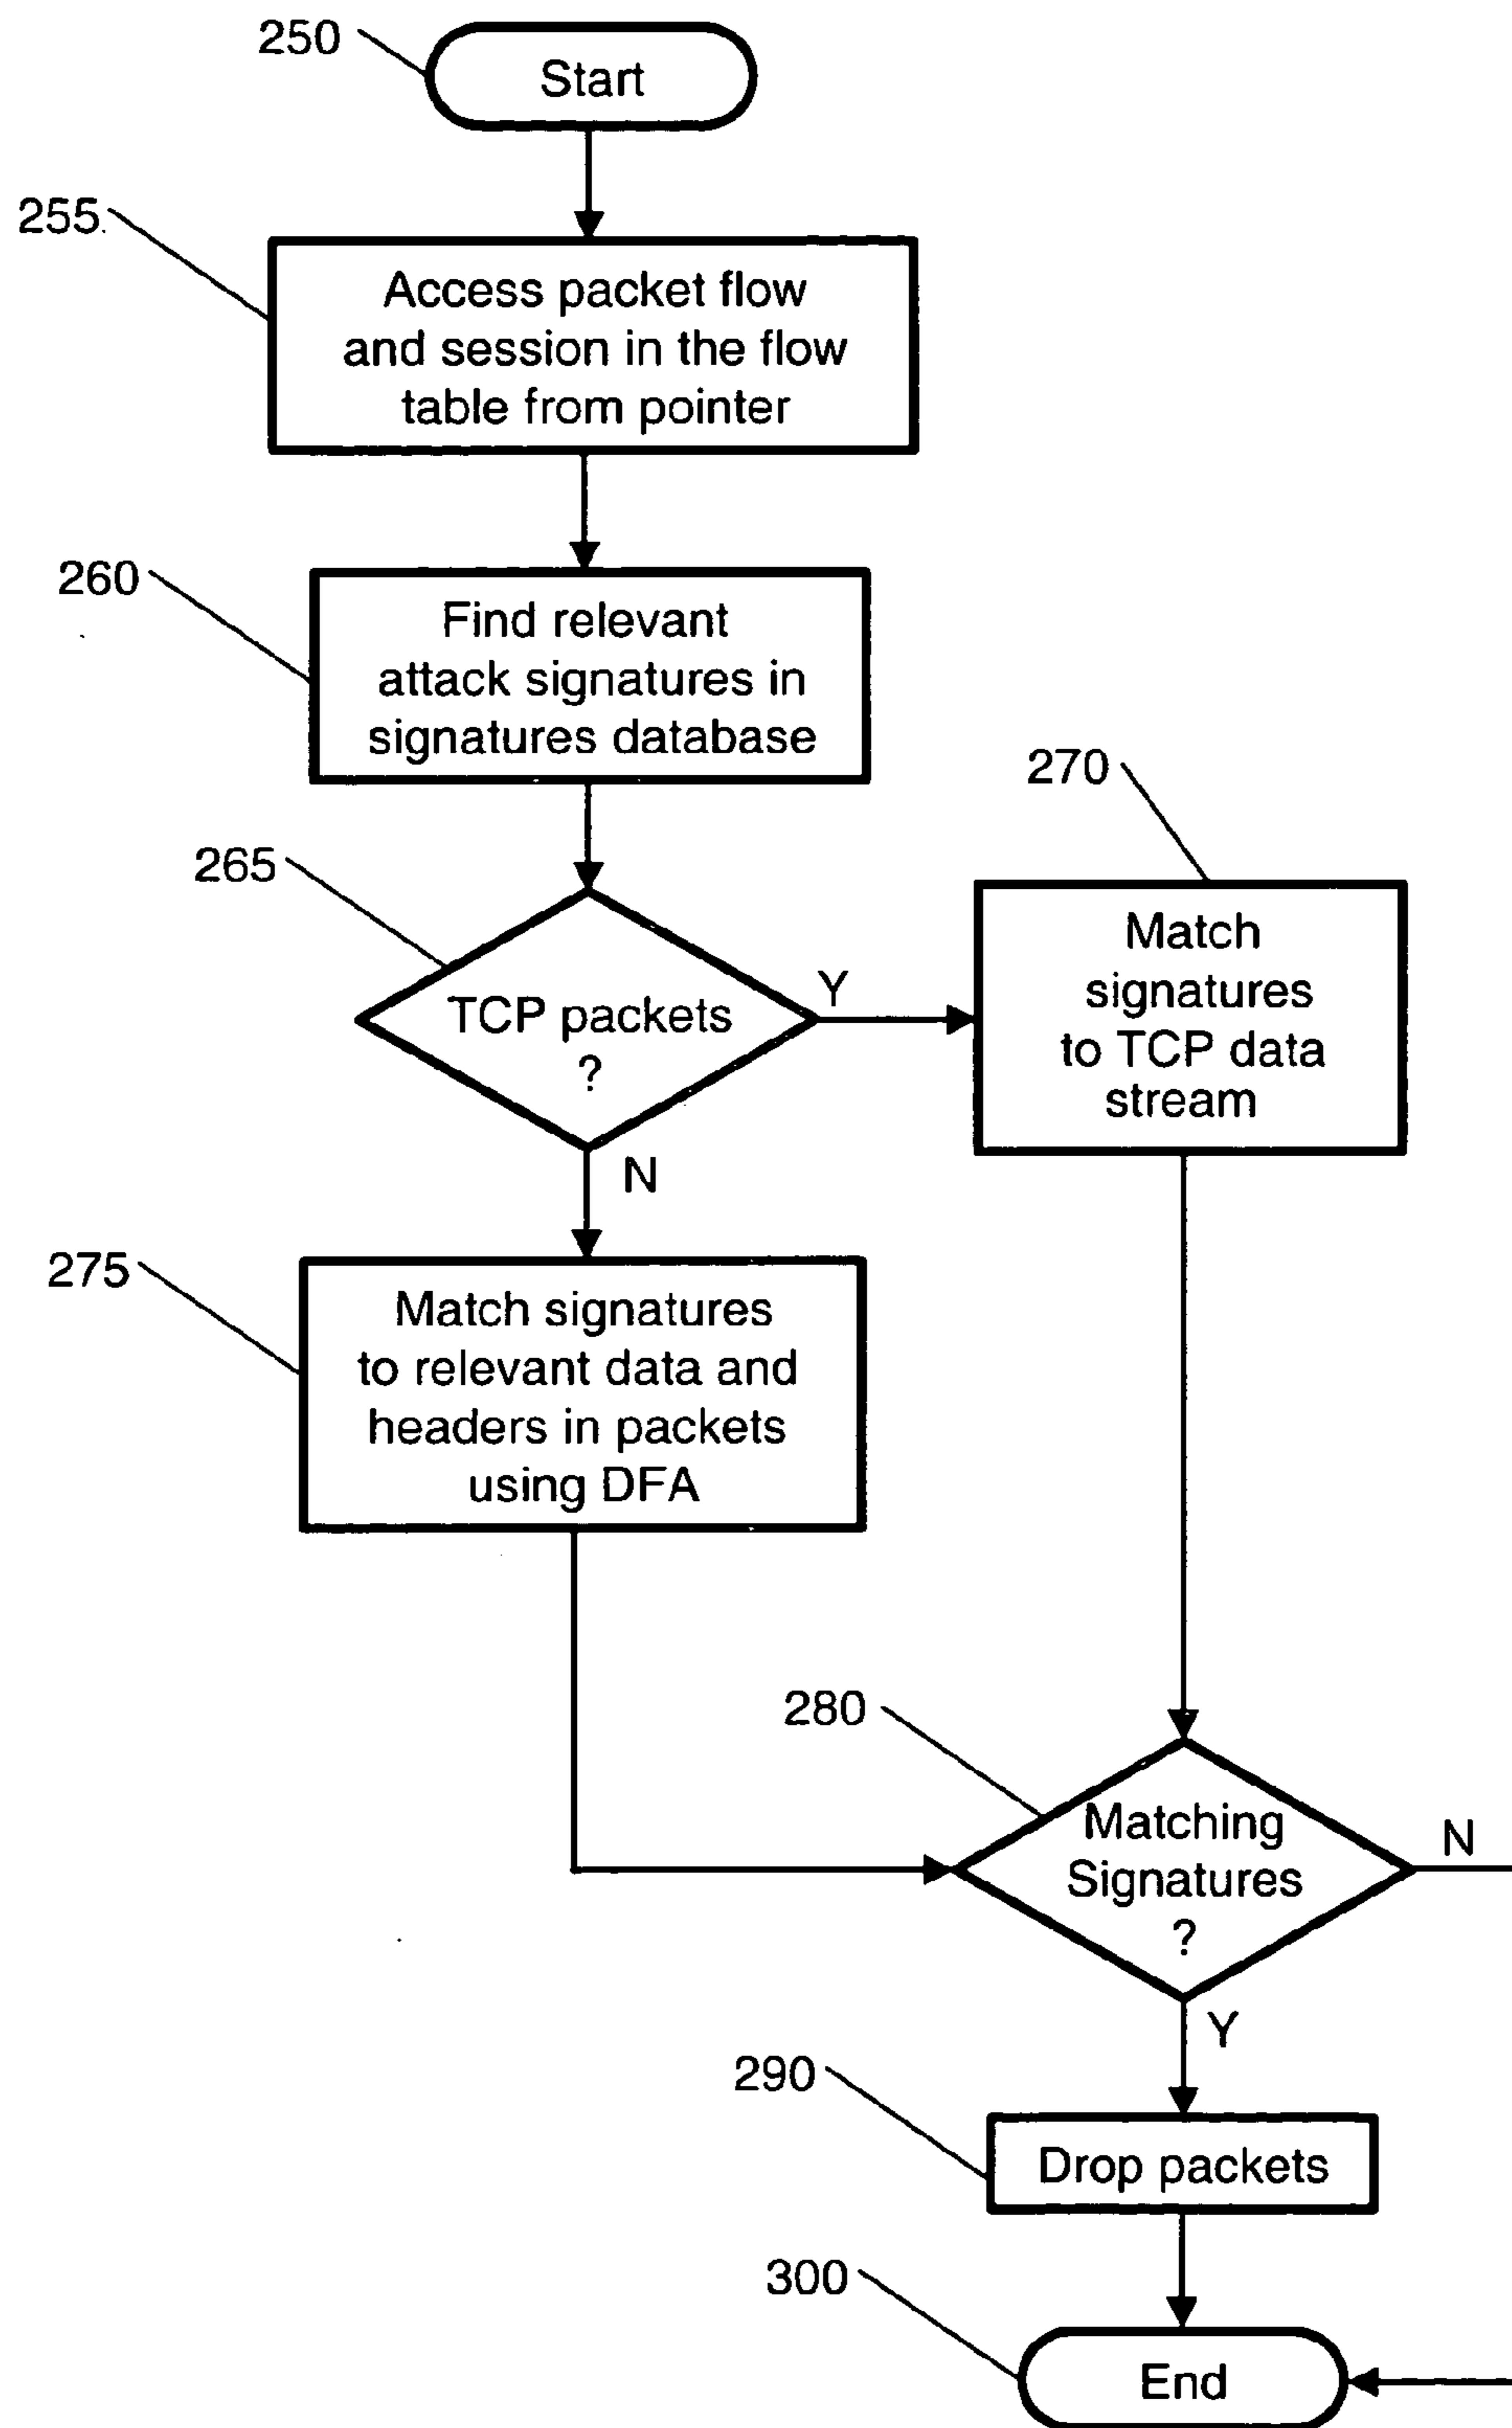 250
Start
255
Access packet flow
and session in the flow
table from pointer
260
Find relevant
attack signatures in
signatures database
265
TCP packets
?
Y
N
270
Match
signatures
to TCP data
stream
275
Match signatures
to relevant data and
headers in packets
using DFA
280
Matching
Signatures
?
N
Y
290
Drop packets
300
End